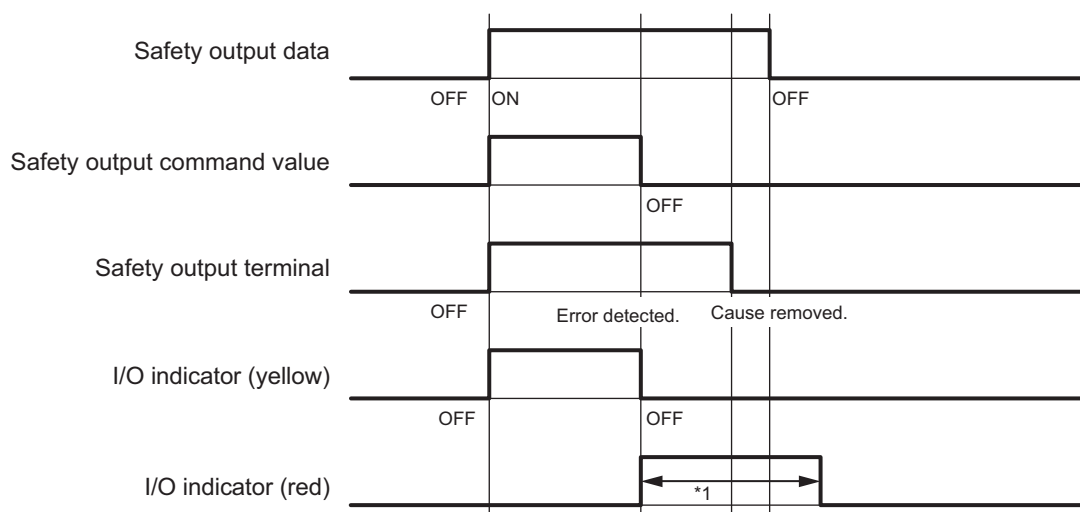 Safety output data
OFF ON OFF
Safety output command value
OFF
Safety output terminal
OFF Error detected. Cause removed.
I/O indicator (yellow)
OFF OFF
I/O indicator (red)
*1